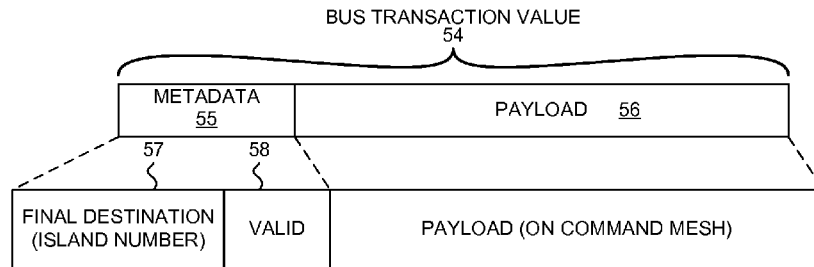 BUS TRANSACTION VALUE
54
METADATA
55
PAYLOAD 56
57
58
FINAL DESTINATION
(ISLAND NUMBER)
VALID
PAYLOAD (ON COMMAND MESH)